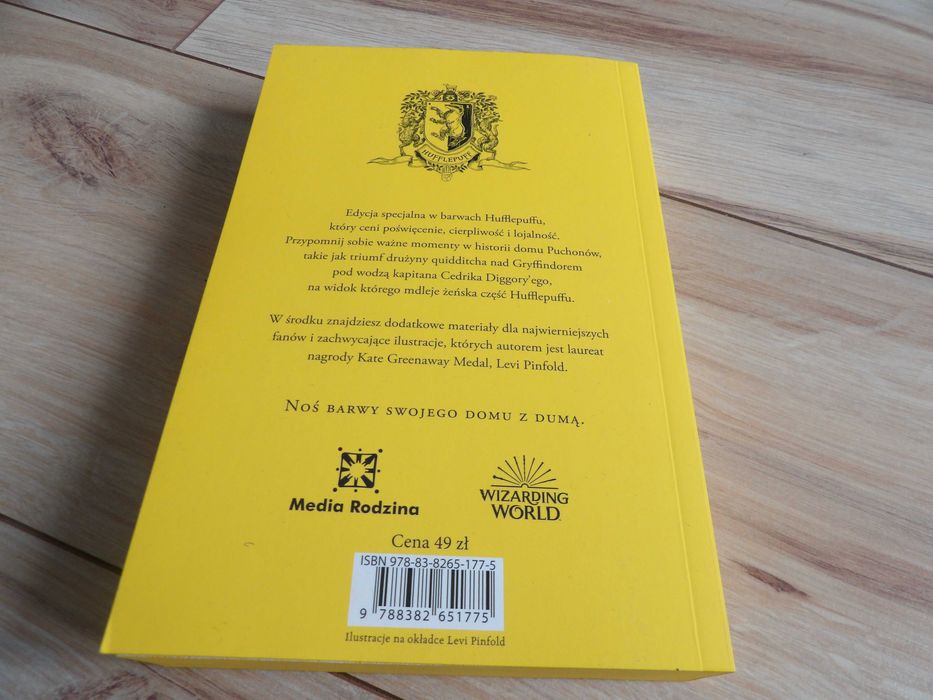 HUFFLEPUFF
Edycja specjalna w barwach Hufflepuffu,
który ceni poświęcenie, cierpliwość i lojalność.
Przypomnij sobie ważne momenty w historii domu Puchonów,
takie jak triumf drużyny quidditcha nad Gryffindorem
pod wodzą kapitana Cedrika Diggory'ego,
na widok którego mdleje żeńska część Hufflepuffu.
W środku znajdziesz dodatkowe materiały dla najwierniejszych
fanów i zachwycające ilustracje, których autorem jest laureat
nagrody Kate Greenaway Medal, Levi Pinfold.
Noś barwy swojego domu z dumą.
Media Rodzina
WIZARDING
WORLD
Cena 49 zł
ISBN 978-83-8265-177-5
9 788382 651775
Ilustracje na okładce Levi Pinfold